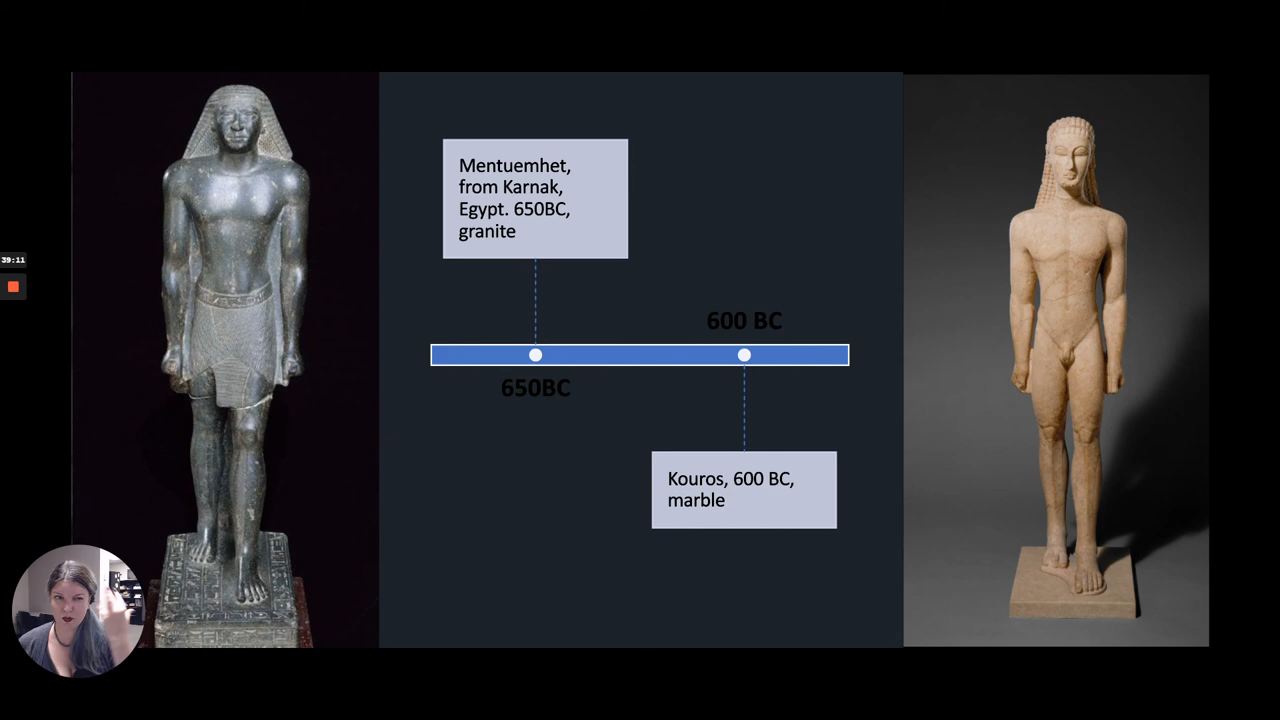 39:11
Mentuemhet,
from Karnak,
Egypt. 650BC,
granite
600 BC
650BC
Kouros, 600 BC,
marble